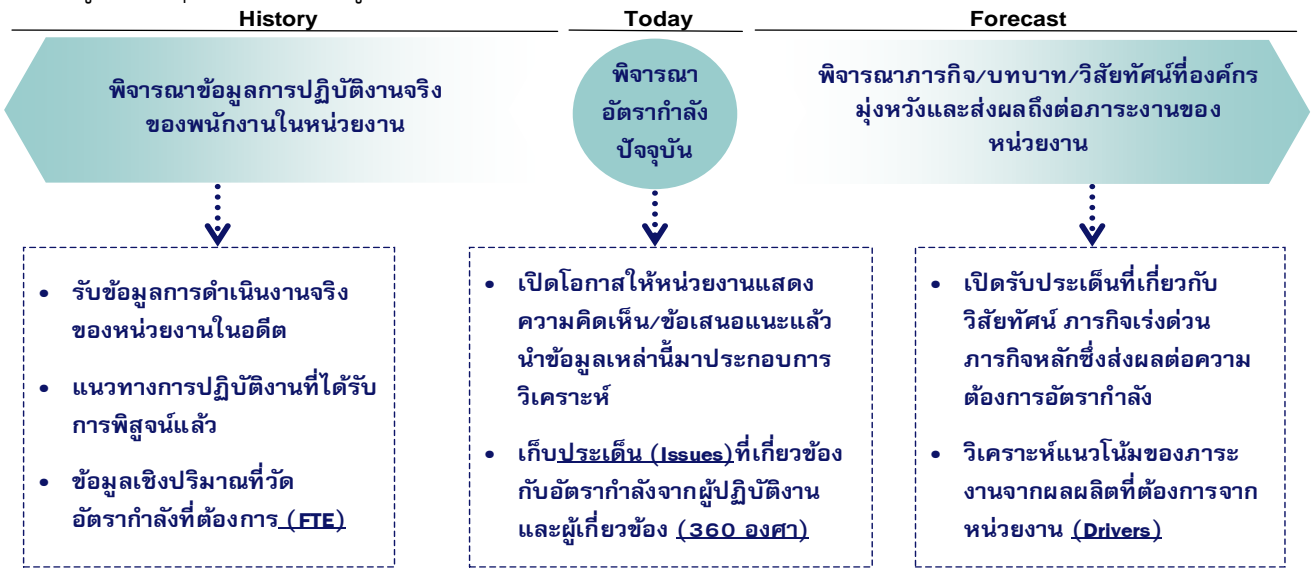 History
Today
Forecast
พิจารณาข้อมูลการปฏิบัติงานจริง
ของพนักงานในหน่วยงาน
พิจารณา
อัตรากำลัง
ปัจจุบัน
พิจารณาภารกิจ/บทบาท/วิสัยทัศน์ที่องค์กร
มุ่งหวังและส่งผลถึงต่อภาระงานของ
หน่วยงาน
• รับข้อมูลการดำเนินงานจริง
ของหน่วยงานในอดีต
• แนวทางการปฏิบัติงานที่ได้รับ
การพิสูจน์แล้ว
• ข้อมูลเชิงปริมาณที่วัด
อัตรากำลังที่ต้องการ (FTE)
• เปิดโอกาสให้หน่วยงานแสดง
ความคิดเห็น/ข้อเสนอแนะแล้ว
นำข้อมูลเหล่านี้มาประกอบการ
วิเคราะห์
• เก็บประเด็น (Issues)ที่เกี่ยวข้อง
กับอัตรากำลังจากผู้ปฏิบัติงาน
และผู้เกี่ยวข้อง (360 องศา)
• เปิดรับประเด็นที่เกี่ยวกับ
วิสัยทัศน์ ภารกิจเร่งด่วน
ภารกิจหลักซึ่งส่งผลต่อความ
ต้องการอัตรากำลัง
• วิเคราะห์แนวโน้มของภาระ
งานจากผลผลิตที่ต้องการจาก
หน่วยงาน (Drivers)